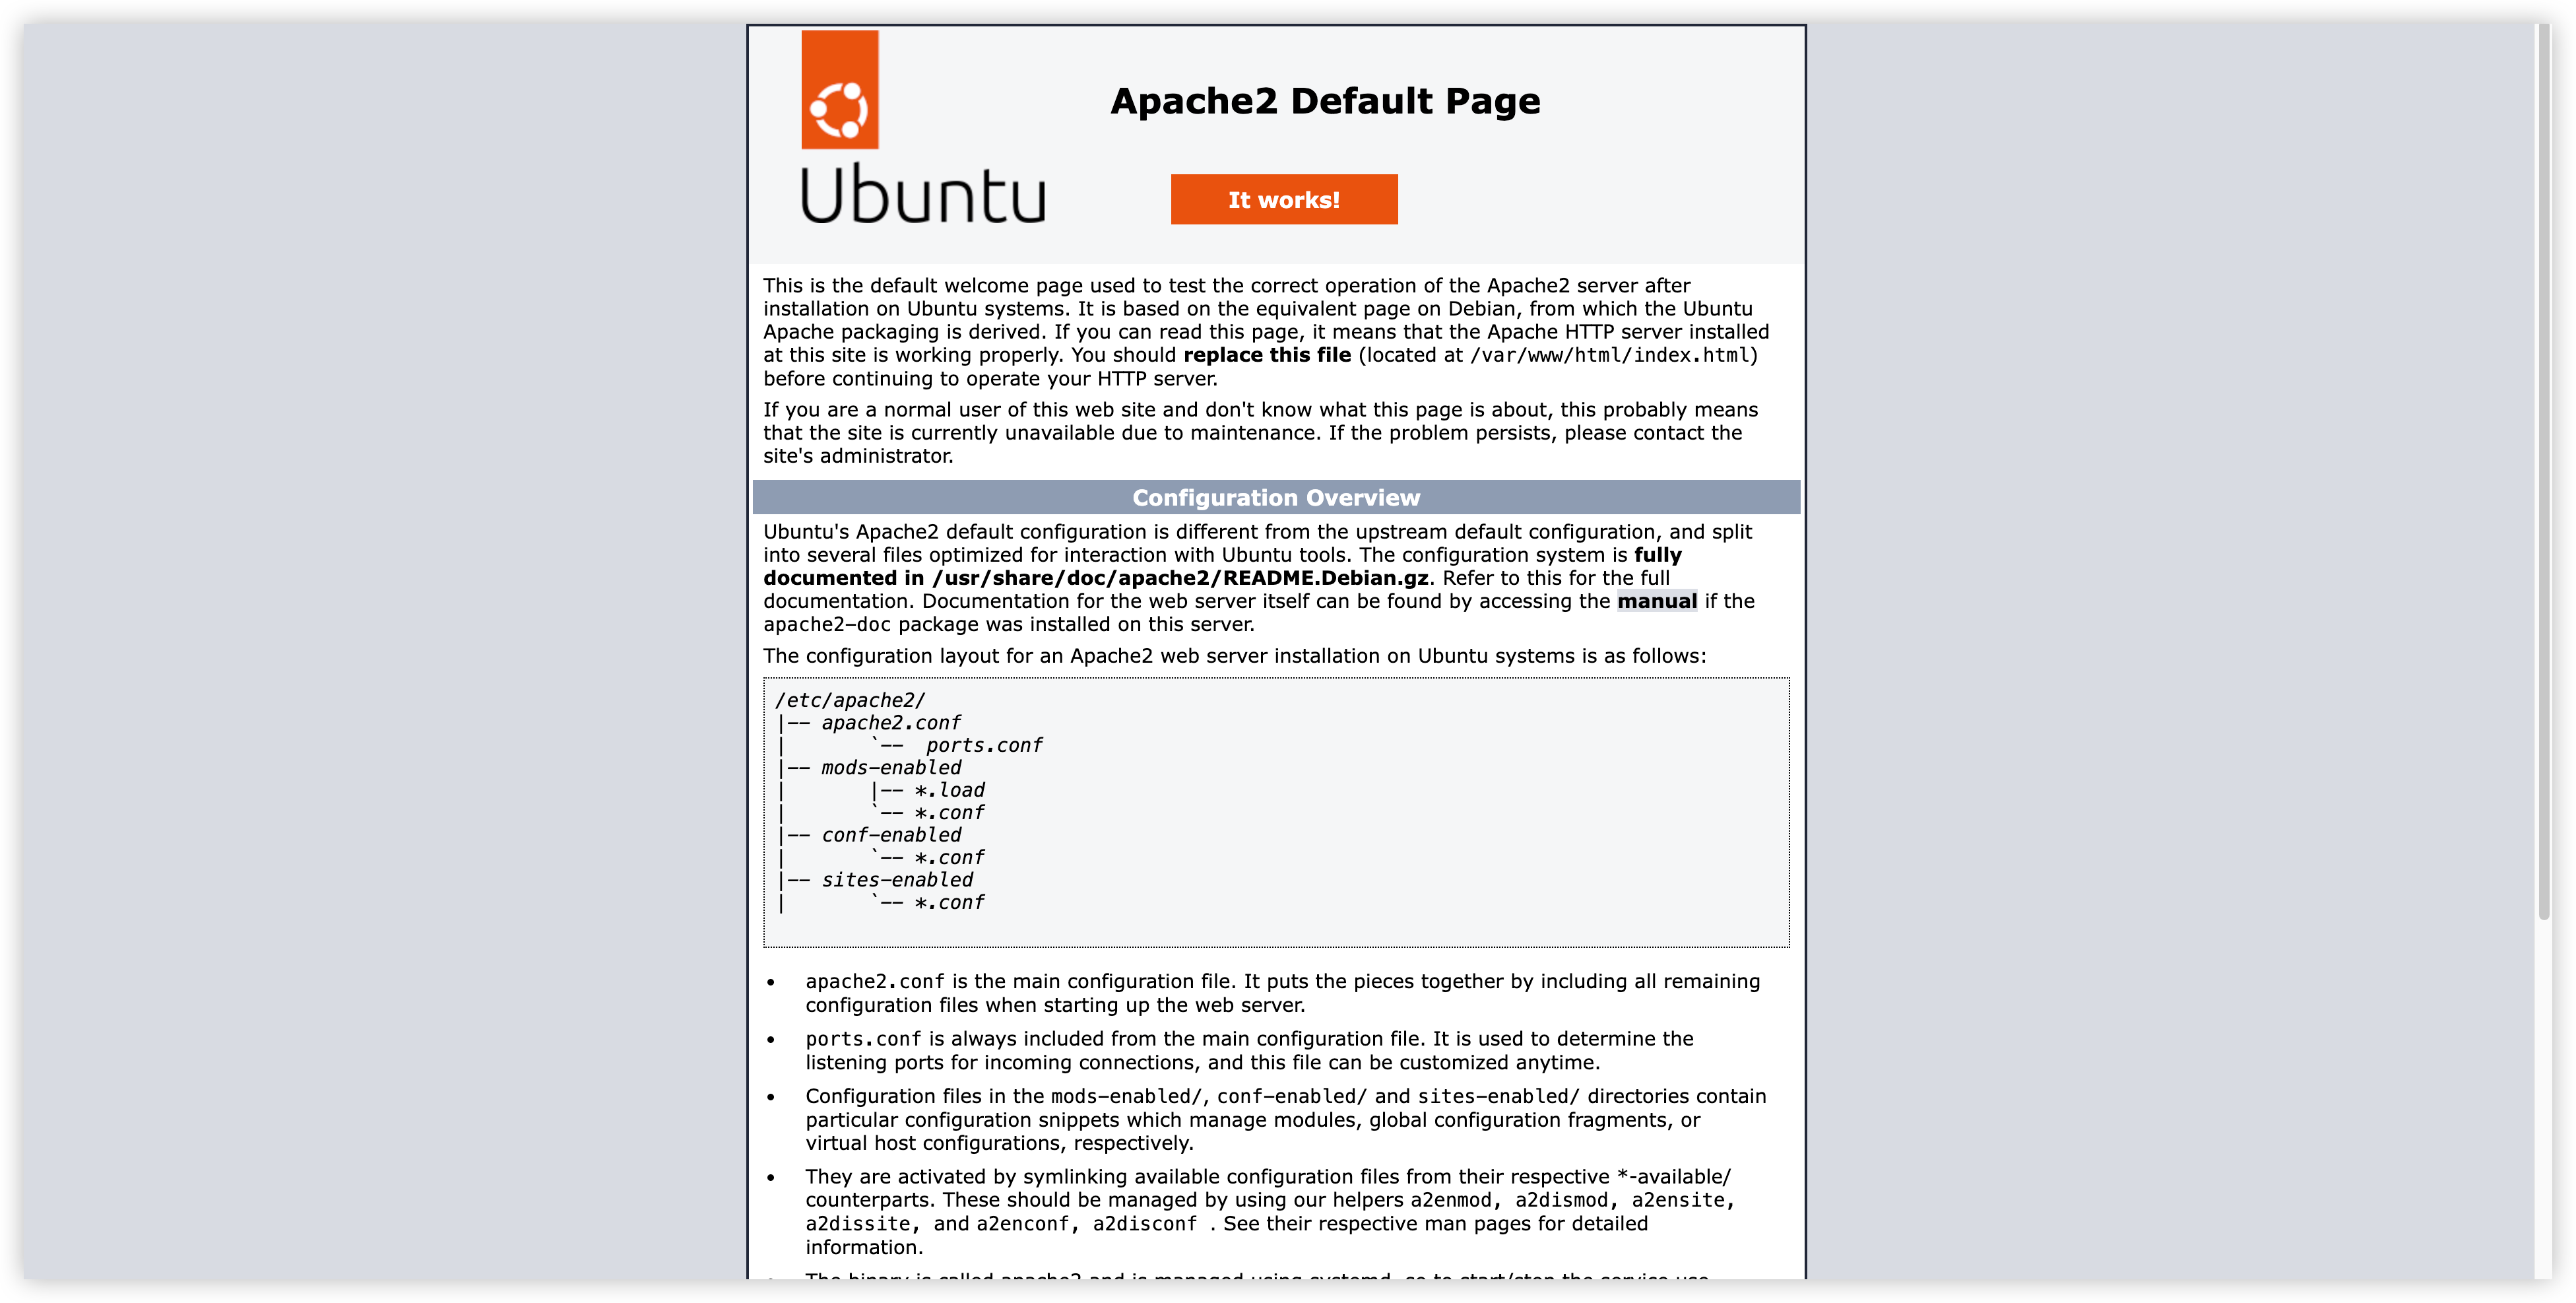 Apache2 Default Page
Ubuntu
It works!
This is the default welcome page used to test the correct operation of the Apache2 server after
installation on Ubuntu systems. It is based on the equivalent page on Debian, from which the Ubuntu
Apache packaging is derived. If you can read this page, it means that the Apache HTTP server installed
at this site is working properly. You should replace this file (located at /var/www/html/index.html)
before continuing to operate your HTTP server.
If you are a normal user of this web site and don't know what this page is about, this probably means
that the site is currently unavailable due to maintenance. If the problem persists, please contact the
site's administrator.
Configuration Overview
Ubuntu's Apache2 default configuration is different from the upstream default configuration, and split
into several files optimized for interaction with Ubuntu tools. The configuration system is fully
documented in /usr/share/doc/apache2/README.Debian.gz. Refer to this for the full
documentation. Documentation for the web server itself can be found by accessing the manual if the
apache2-doc package was installed on this server.
The configuration layout for an Apache2 web server installation on Ubuntu systems is as follows:
/etc/apache2/
|-- apache2.conf
|       `--  ports.conf
|-- mods-enabled
|       |-- *.load
|       `-- *.conf
|-- conf-enabled
|       `-- *.conf
|-- sites-enabled
|       `-- *.conf
• apache2.conf is the main configuration file. It puts the pieces together by including all remaining
configuration files when starting up the web server.
• ports.conf is always included from the main configuration file. It is used to determine the
listening ports for incoming connections, and this file can be customized anytime.
• Configuration files in the mods-enabled/, conf-enabled/ and sites-enabled/ directories contain
particular configuration snippets which manage modules, global configuration fragments, or
virtual host configurations, respectively.
• They are activated by symlinking available configuration files from their respective *-available/
counterparts. These should be managed by using our helpers a2enmod, a2dismod, a2ensite,
a2dissite, and a2enconf, a2disconf . See their respective man pages for detailed
information.
• The binary is called apache2 and is managed using systemd, so to start/stop the service use